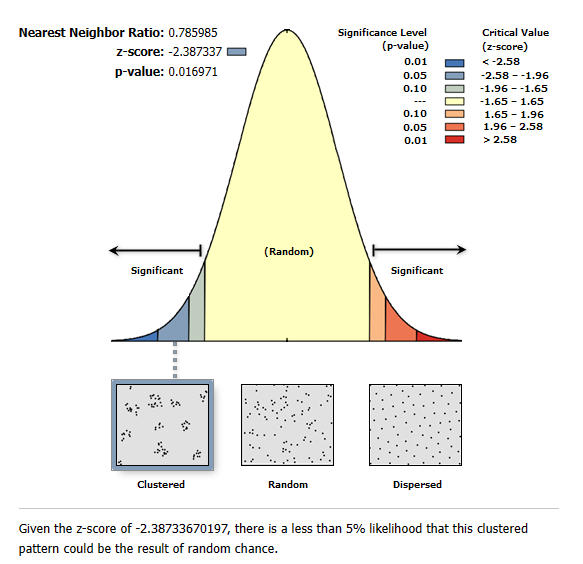 Nearest Neighbor Ratio: 0.785985
z-score: -2.387337
p-value: 0.016971
Significance Level
(p-value)
Critical Value
(z-score)
0.01 < -2.58
0.05 -2.58 – -1.96
0.10 -1.96 – -1.65
--- -1.65 – 1.65
0.10 1.65 – 1.96
0.05 1.96 – 2.58
0.01 > 2.58
(Random)
Significant
Significant
Clustered
Random
Dispersed
Given the z-score of -2.38733670197, there is a less than 5% likelihood that this clustered
pattern could be the result of random chance.